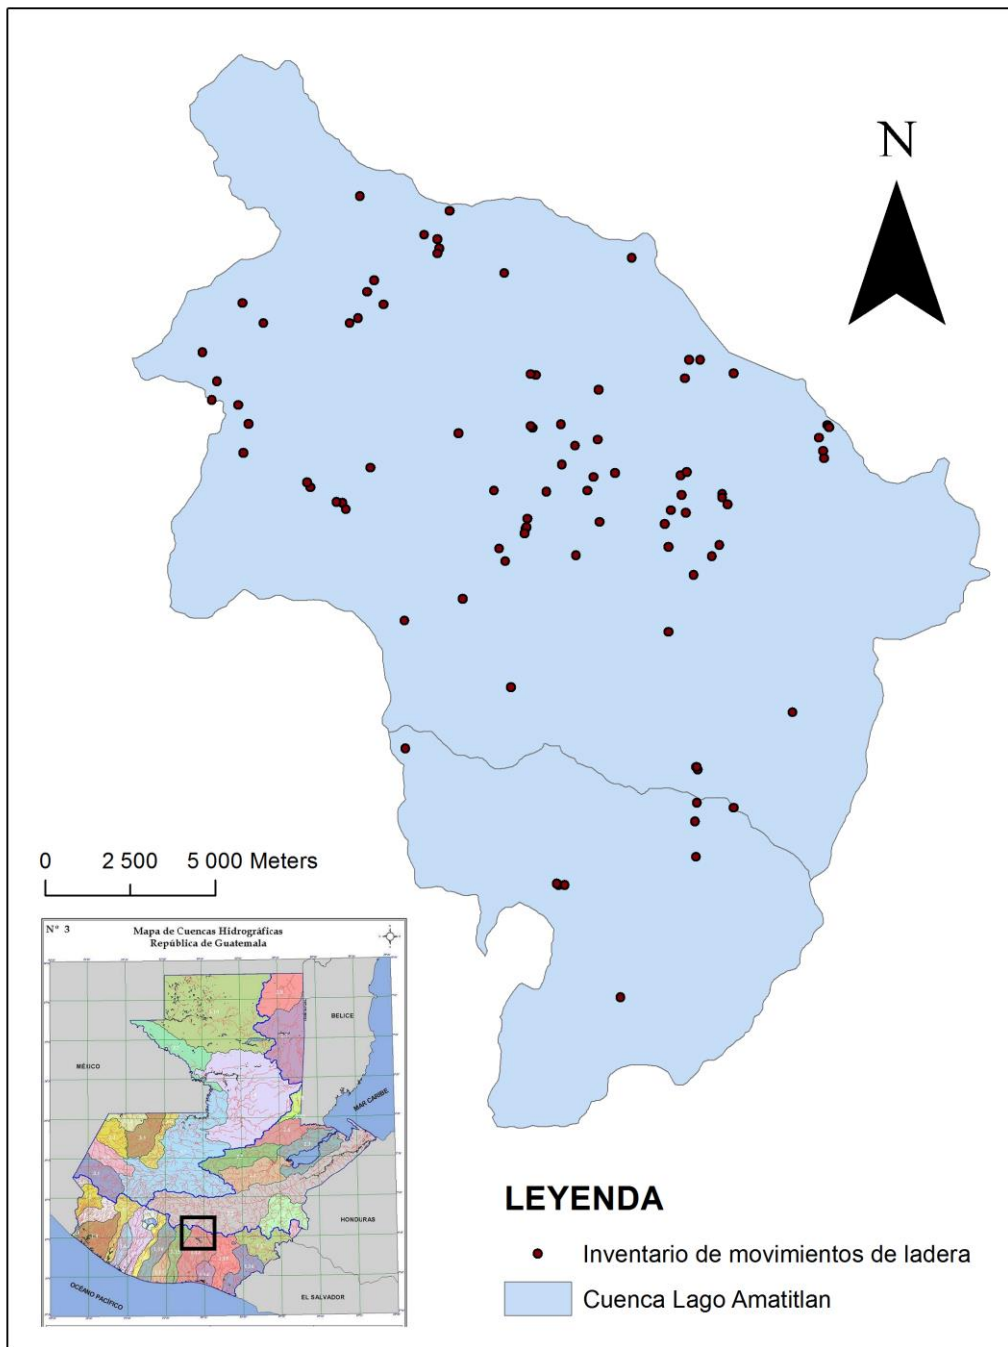 N
0 2 500 5 000 Meters
N° 3
Mapa de Cuencas Hidrográficas
República de Guatemala
BELICE
MÉXICO
MAR CARIBE
HONDURAS
OCÉANO PACÍFICO
EL SALVADOR
LEYENDA
Inventario de movimientos de ladera
Cuenca Lago Amatitlan